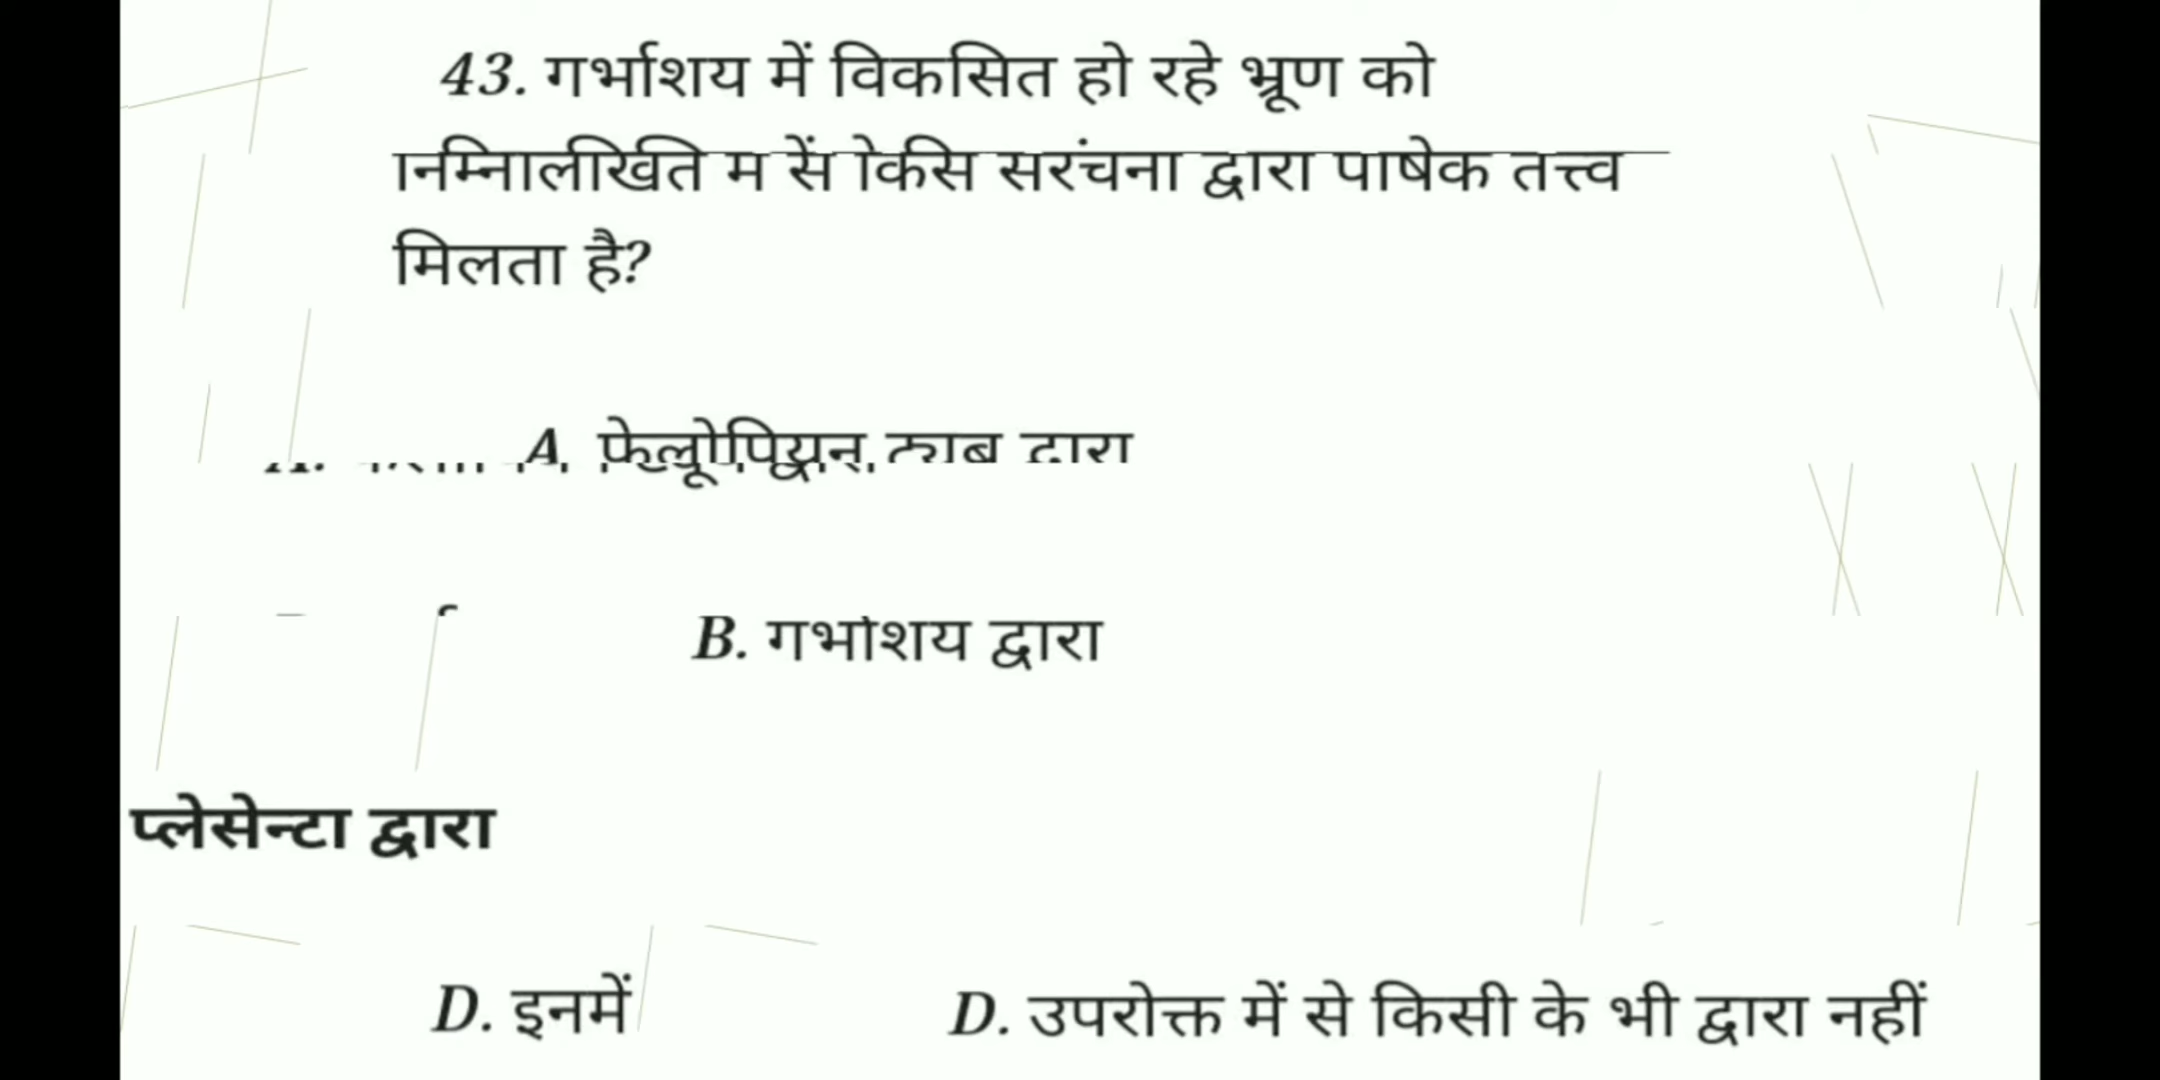 43. गर्भाशय में विकसित हो रहे भ्रूण को
निम्नलिखित में से किस संरचना द्वारा पोषक तत्त्व
मिलता है?
A. फेलोपियन ट्यूब द्वारा
B. गर्भाशय द्वारा
प्लेसेन्टा द्वारा
D. इनमें D. उपरोक्त में से किसी के भी द्वारा नहीं